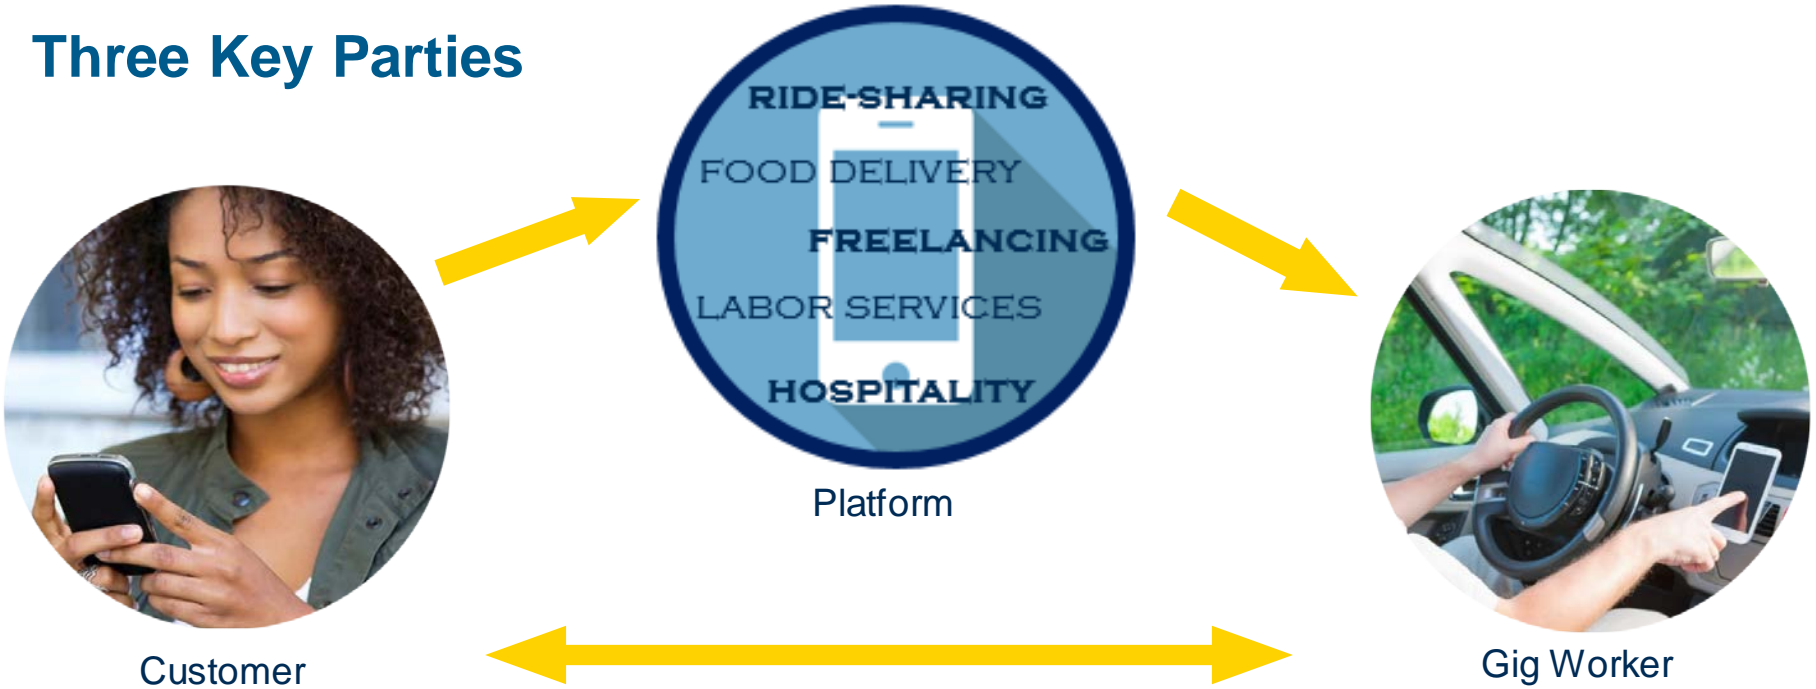 Three Key Parties
RIDE-SHARING
FOOD DELIVERY
FREELANCING
LABOR SERVICES
HOSPITALITY
Platform
Customer
Gig Worker